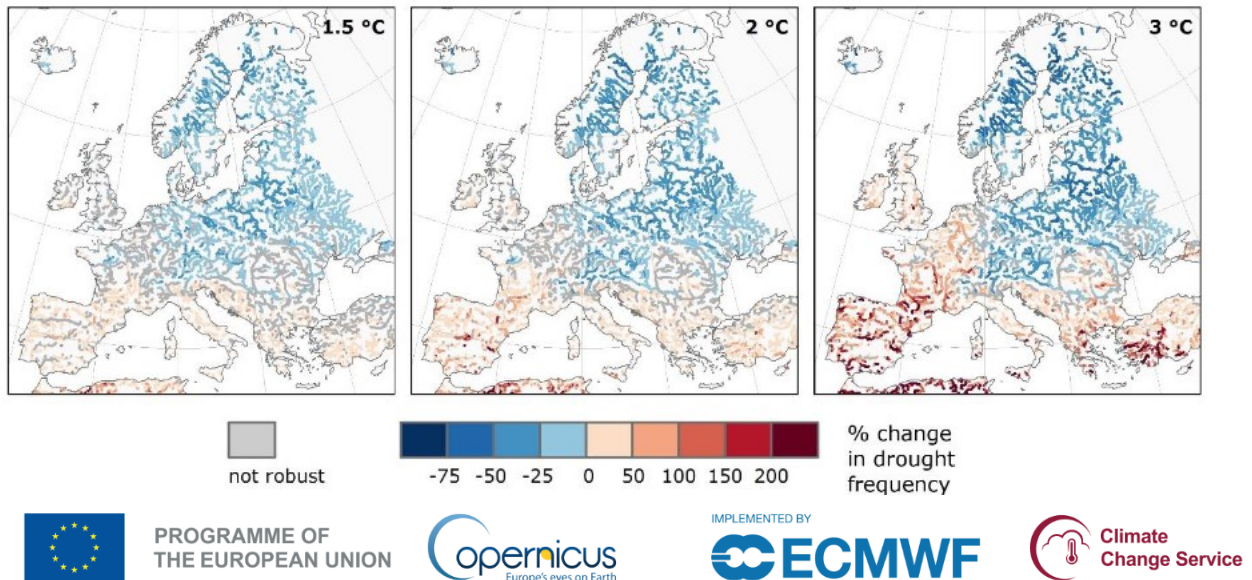 1.5 °C
2 °C
3 °C
not robust
-75 -50 -25 0 50 100 150 200
% change
in drought
frequency
PROGRAMME OF
THE EUROPEAN UNION
opernicus
Europe's eyes on Earth
IMPLEMENTED BY
ECMWF
Climate
Change Service